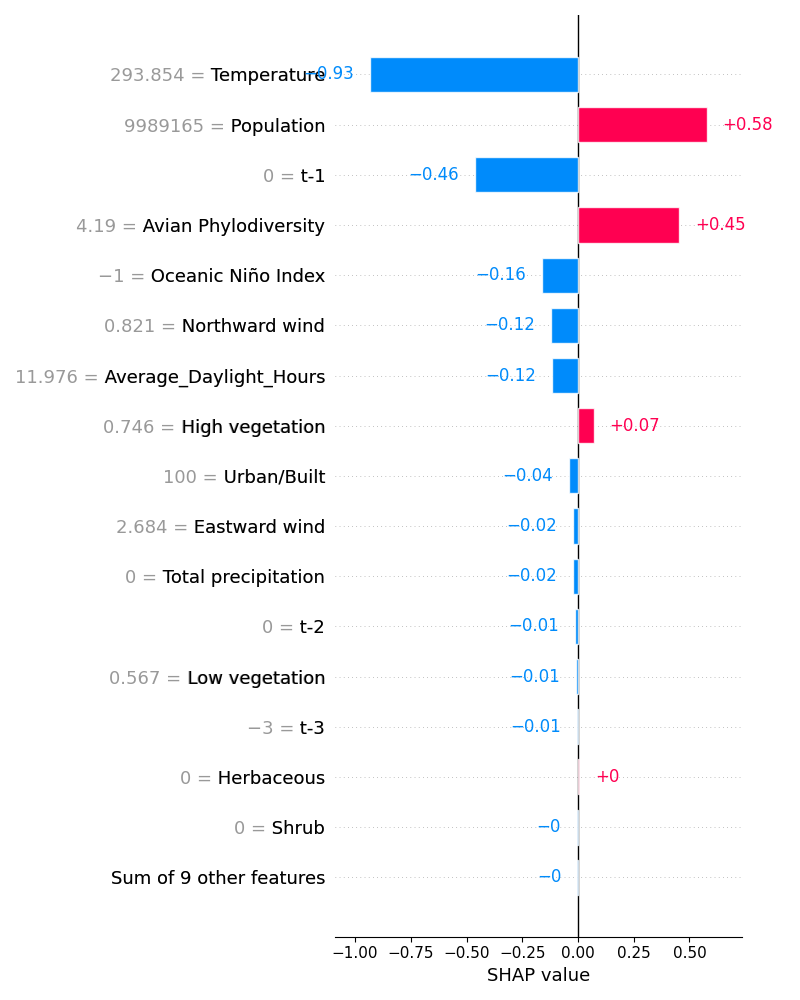 293.854 = Temperature −0.93
9989165 = Population +0.58
0 = t-1 −0.46
4.19 = Avian Phylodiversity +0.45
−1 = Oceanic Niño Index −0.16
0.821 = Northward wind −0.12
11.976 = Average_Daylight_Hours −0.12
0.746 = High vegetation +0.07
100 = Urban/Built −0.04
2.684 = Eastward wind −0.02
0 = Total precipitation −0.02
0 = t-2 −0.01
0.567 = Low vegetation −0.01
−3 = t-3 −0.01
0 = Herbaceous +0
0 = Shrub −0
Sum of 9 other features −0
−1.00 −0.75 −0.50 −0.25 0.00 0.25 0.50
SHAP value